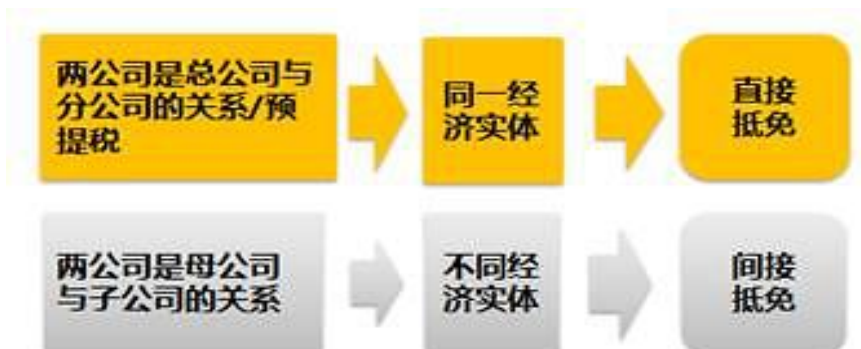 两公司是总公司与
分公司的关系/预
提税
同一经
济实体
直接
抵免
两公司是母公司
与子公司的关系
不同经
济实体
间接
抵免